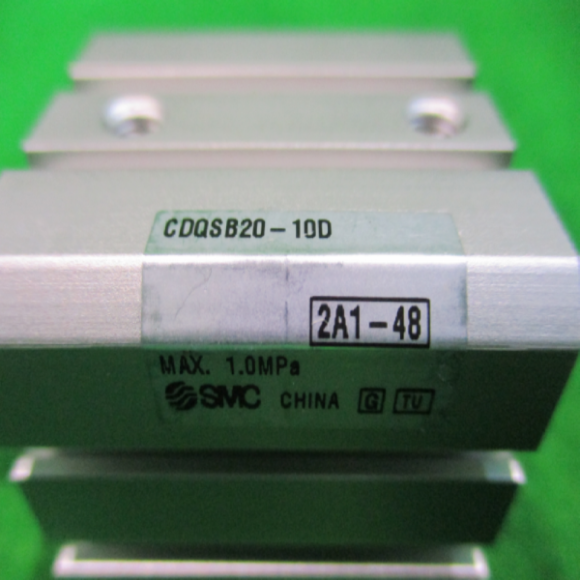 CDQSB20-10D
2A1-48
MAX. 1.0MPa
SMC CHINA G TU